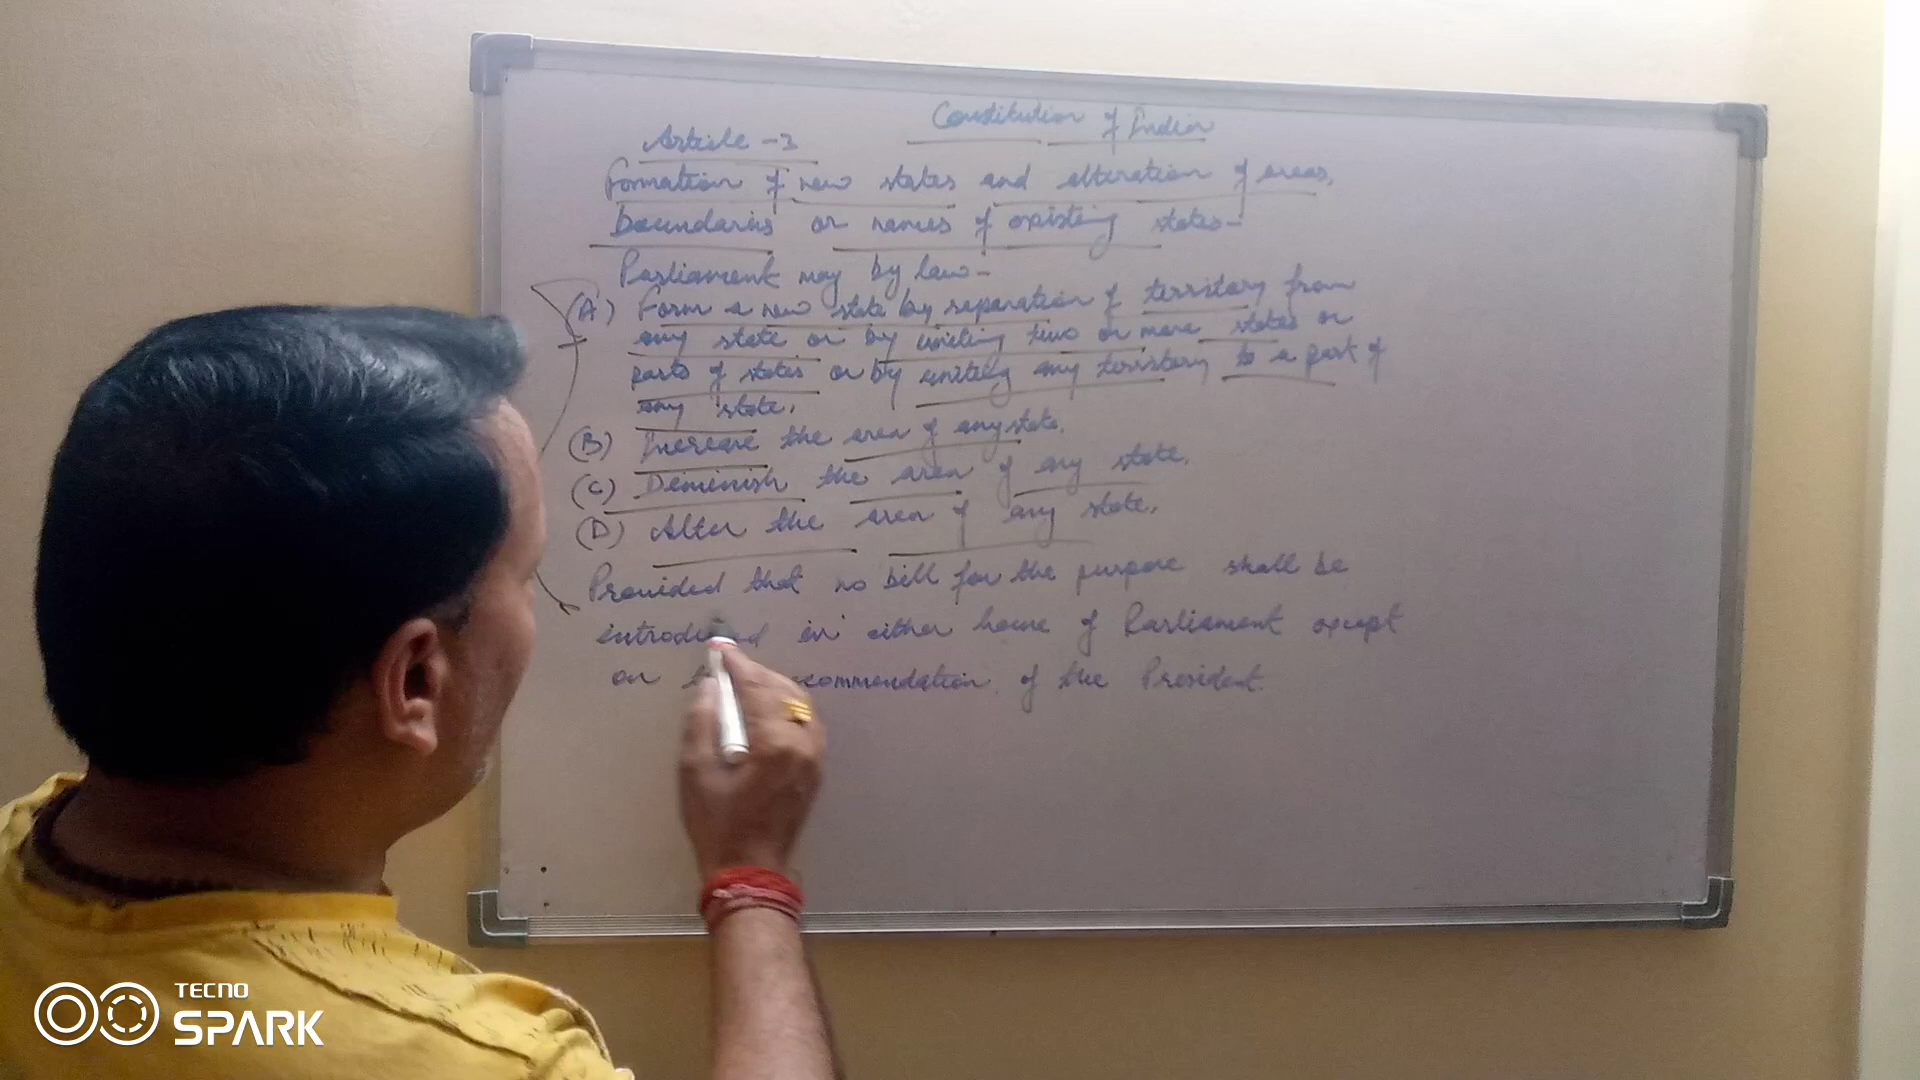 Constitution of India
Article - 3
Formation of new states and alteration of areas,
boundaries or names of existing states-
Parliament may by law-
(A) Form a new state by separation of territory from
any state or by uniting two or more states or
parts of states or by uniting any territory to a part of
any state.
(B) Increase the area of any state.
(C) Diminish the area of any state.
(D) Alter the area of any state.
Provided that no bill for the purpose shall be
in either house of Parliament except
on of the President.
TECNO
SPARK